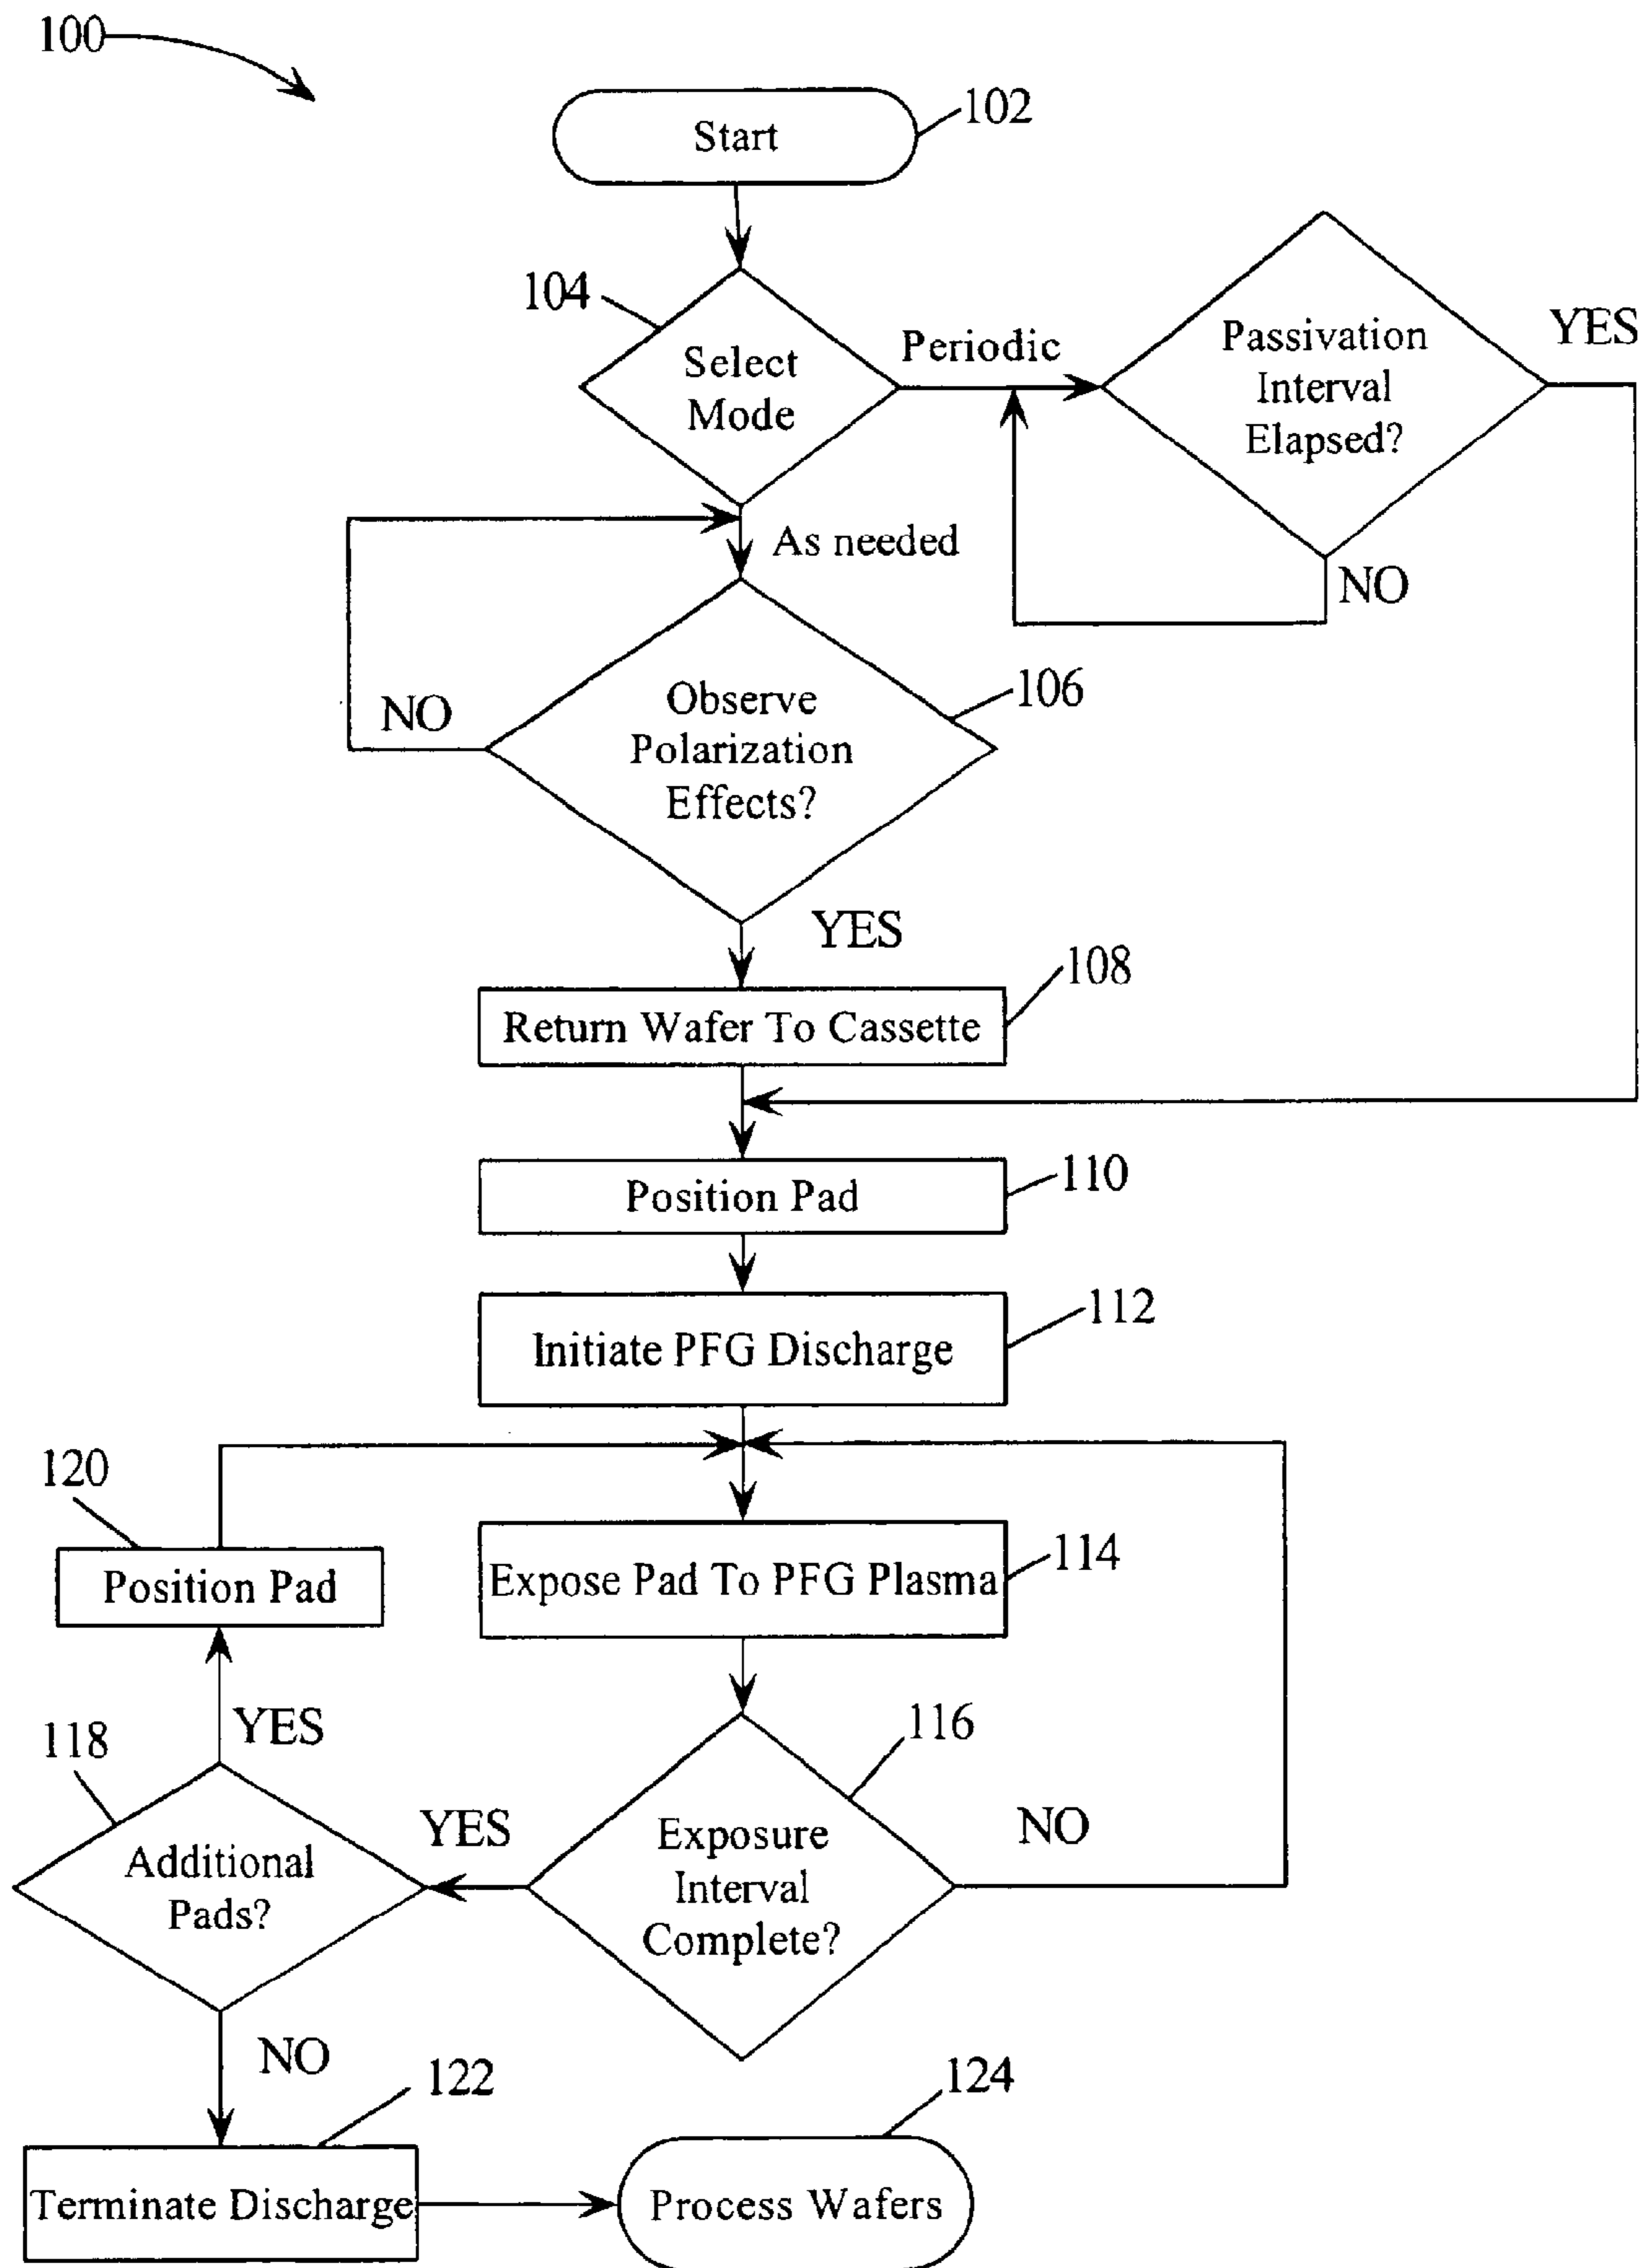 100
Start
102
104
Select
Mode
Periodic
Passivation
Interval
Elapsed?
YES
NO
As needed
NO
Observe
Polarization
Effects?
106
YES
Return Wafer To Cassette
108
Position Pad
110
Initiate PFG Discharge
112
120
Position Pad
Expose Pad To PFG Plasma
114
YES
118
Additional
Pads?
YES
116
Exposure
Interval
Complete?
NO
NO
122
Terminate Discharge
124
Process Wafers